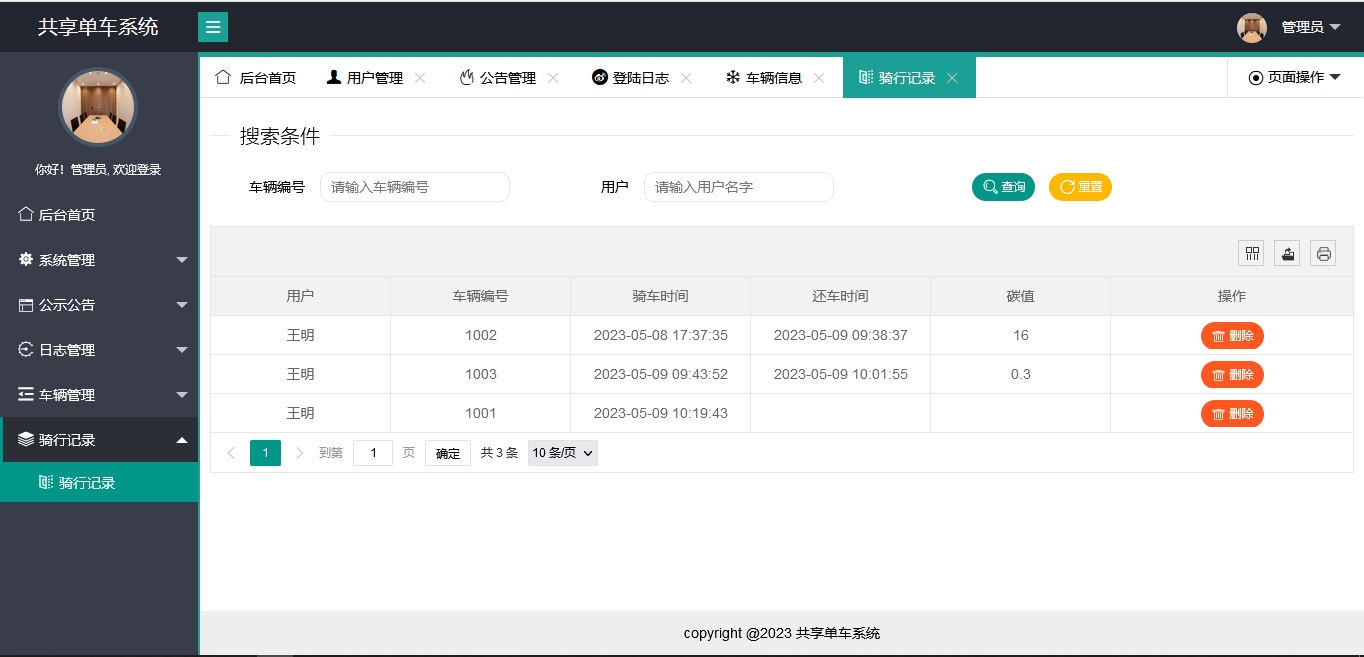 共享单车系统
管理员
后台首页 用户管理 公告管理 登陆日志 车辆信息 骑行记录 页面操作
你好！管理员, 欢迎登录
后台首页
系统管理
公示公告
日志管理
车辆管理
骑行记录
骑行记录
搜索条件
车辆编号 请输入车辆编号 用户 请输入用户名字 查询 重置
用户 车辆编号 骑车时间 还车时间 碳值 操作
王明 1002 2023-05-08 17:37:35 2023-05-09 09:38:37 16 删除
王明 1003 2023-05-09 09:43:52 2023-05-09 10:01:55 0.3 删除
王明 1001 2023-05-09 10:19:43 删除
1 到第 1 页 确定 共 3 条 10 条/页
copyright @2023 共享单车系统